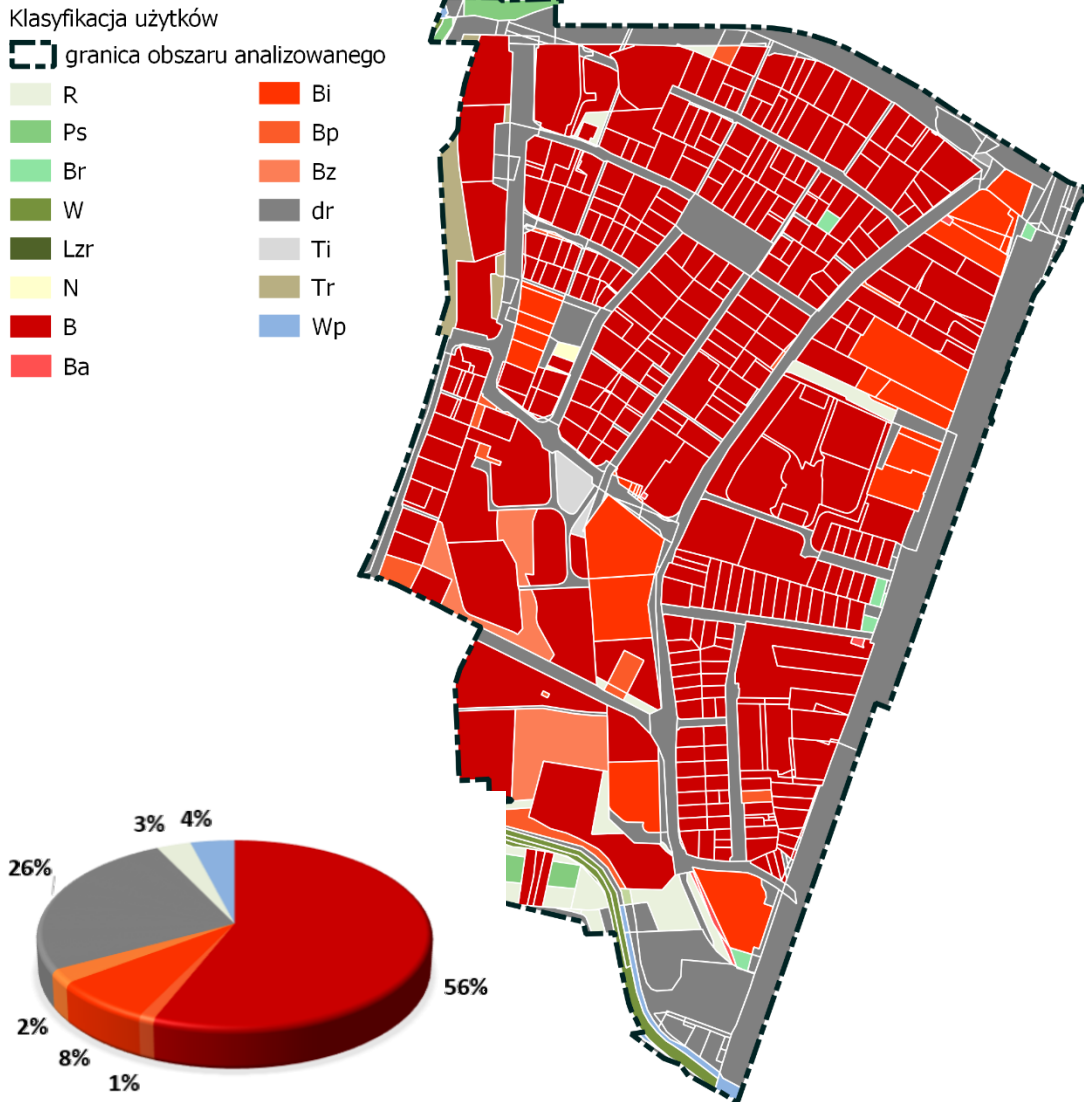 Klasyfikacja użytków
granica obszaru analizowanego
R
Ps
Br
W
Lzr
N
B
Ba
Bi
Bp
Bz
dr
Ti
Tr
Wp
3% 4%
26%
56%
2%
8%
1%